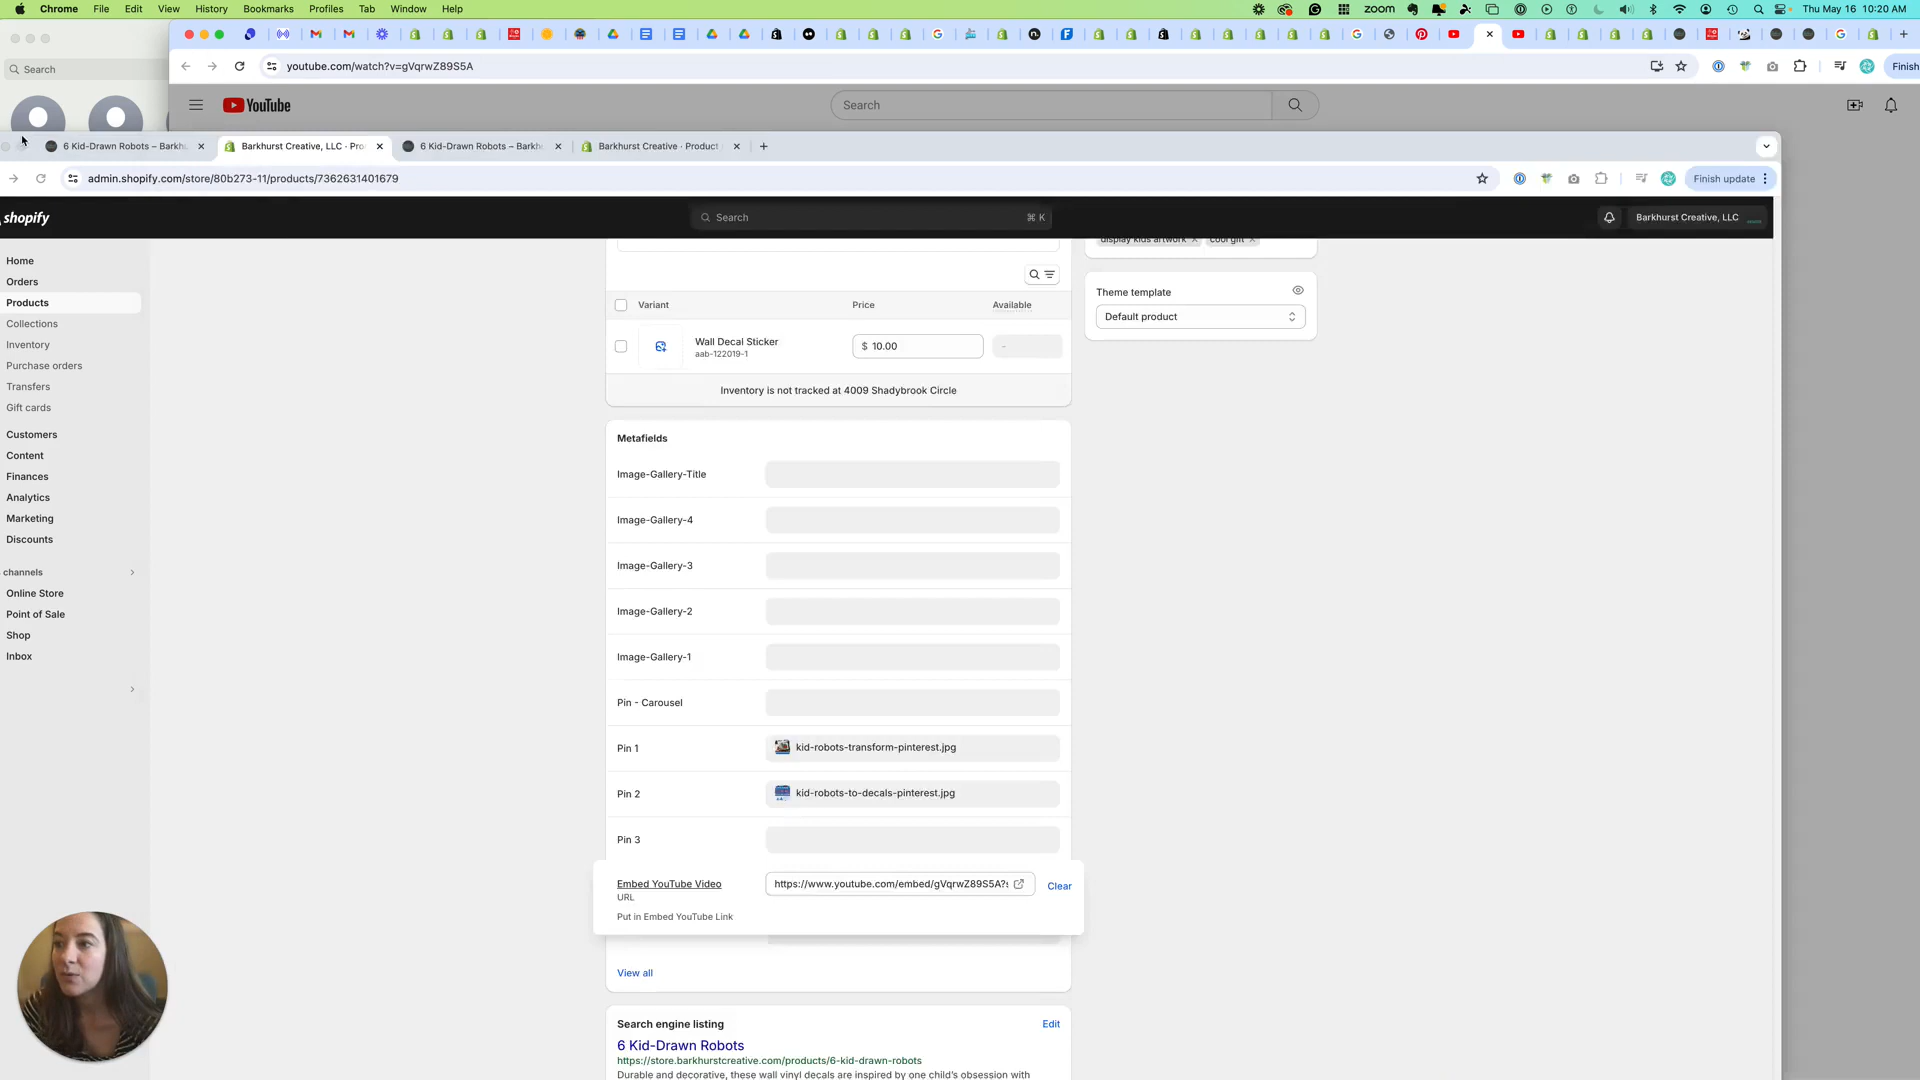 Chrome File Edit View History Bookmarks Profiles Tab Window Help
zoom
Thu May 16 10:20 AM
Search
youtube.com/watch?v=gVqrwZ89S5A
Finish
YouTube
Search
6 Kid-Drawn Robots – Barkhu
Barkhurst Creative, LLC · Pro
6 Kid-Drawn Robots – Barkh
Barkhurst Creative · Product
admin.shopify.com/store/80b273-11/products/7362631401679
Finish update
shopify
Search
⌘ K
Barkhurst Creative, LLC
Home
Orders
Products
Collections
Inventory
Purchase orders
Transfers
Gift cards
Customers
Content
Finances
Analytics
Marketing
Discounts
channels
Online Store
Point of Sale
Shop
Inbox
display kids artwork
cool gift
Theme template
Default product
Variant Price Available
Wall Decal Sticker
aab-122019-1
$ 10.00
-
Inventory is not tracked at 4009 Shadybrook Circle
Metafields
Image-Gallery-Title
Image-Gallery-4
Image-Gallery-3
Image-Gallery-2
Image-Gallery-1
Pin - Carousel
Pin 1
kid-robots-transform-pinterest.jpg
Pin 2
kid-robots-to-decals-pinterest.jpg
Pin 3
Embed YouTube Video
URL
https://www.youtube.com/embed/gVqrwZ89S5A?s
Clear
Put in Embed YouTube Link
View all
Search engine listing
Edit
6 Kid-Drawn Robots
https://store.barkhurstcreative.com/products/6-kid-drawn-robots
Durable and decorative, these wall vinyl decals are inspired by one child's obsession with